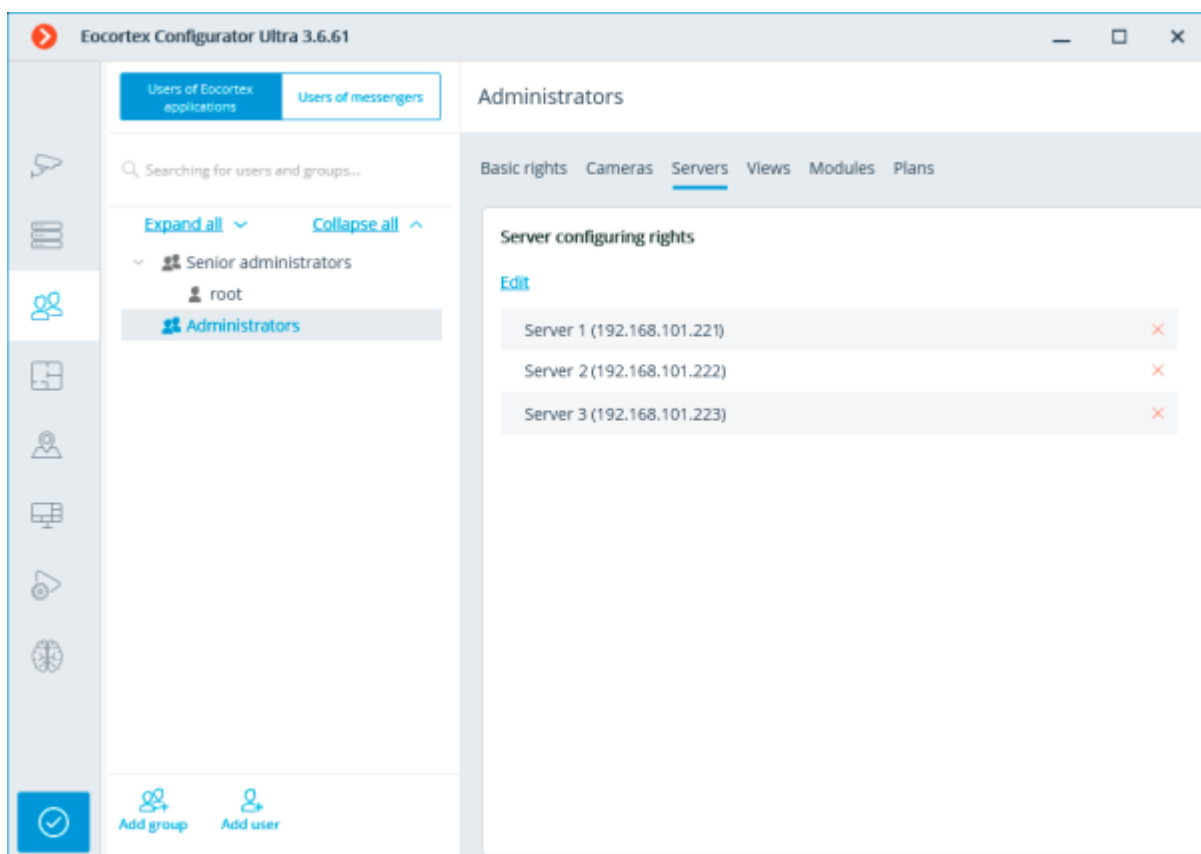 Eocortex Configurator Ultra 3.6.61
Users of Eocortex
applications
Users of messengers
Administrators
Searching for users and groups...
Basic rights Cameras Servers Views Modules Plans
Expand all Collapse all
Senior administrators
root
Administrators
Server configuring rights
Edit
Server 1 (192.168.101.221)
Server 2 (192.168.101.222)
Server 3 (192.168.101.223)
Add group Add user